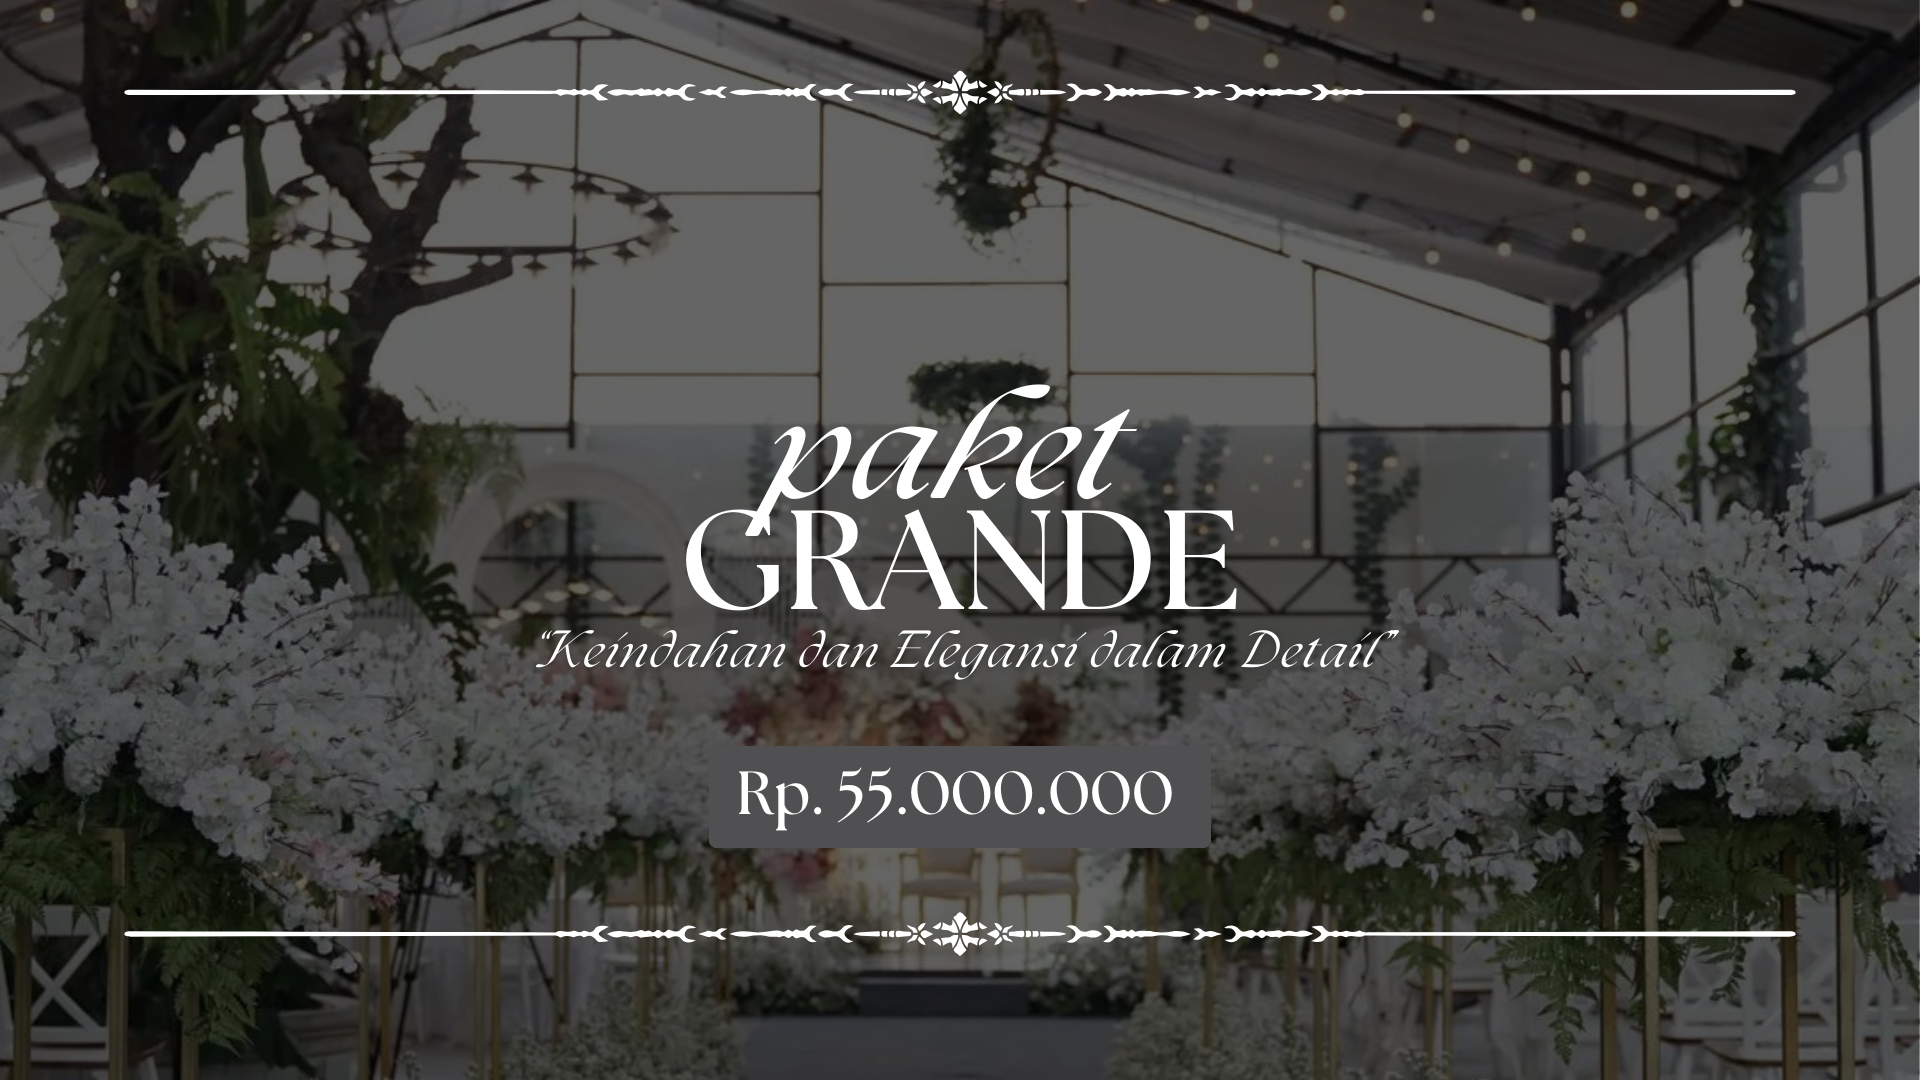 paket
GRANDE
“Keindahan dan Elegansi dalam Detail”
Rp. 55.000.000